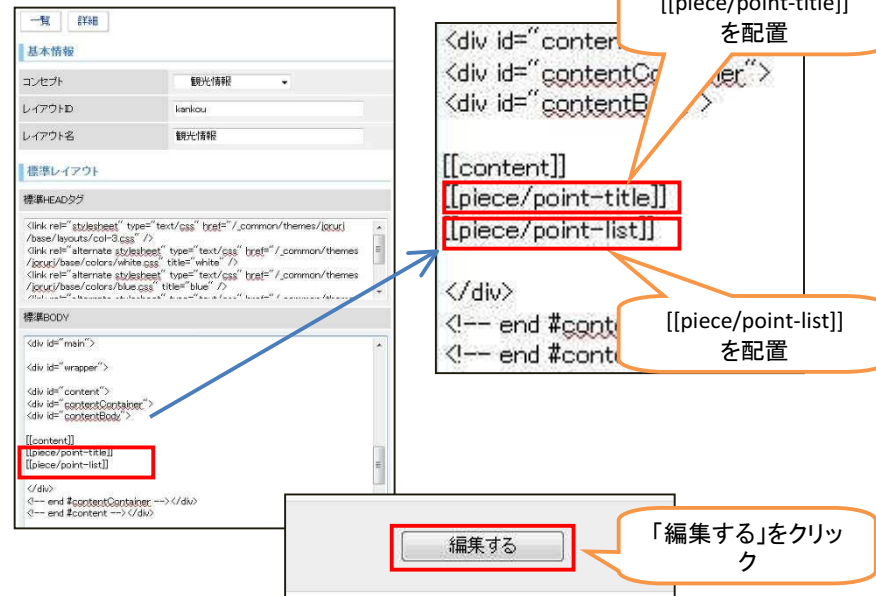 一覧 詳細
基本情報
コンセプト 観光情報
レイアウトID kankou
レイアウト名 観光情報
標準レイアウト
標準HEADタグ
<link rel="stylesheet" type="text/css" href="/_common/themes/joruri
/base/layouts/col-3.css" />
<link rel="alternate stylesheet" type="text/css" href="/_common/themes
/joruri/base/colors/white.css" title="white" />
<link rel="alternate stylesheet" type="text/css" href="/_common/themes
/joruri/base/colors/blue.css" title="blue" />
標準BODY
<div id="main">
<div id="wrapper">
<div id="content">
<div id="contentContainer">
<div id="contentBody">
[[content]]
[[piece/point-title]]
[[piece/point-list]]
</div>
<!-- end #contentContainer --></div>
<!-- end #content --></div>
[[piece/point-title]]
を配置
<div id="conten
<div id="contentCo er">
<div id="contentB >
[[content]]
[[piece/point-title]]
[[piece/point-list]]
</div>
<!-- end #conte
<!-- end #conte
[[piece/point-list]]
を配置
編集する
「編集する」をクリッ
ク